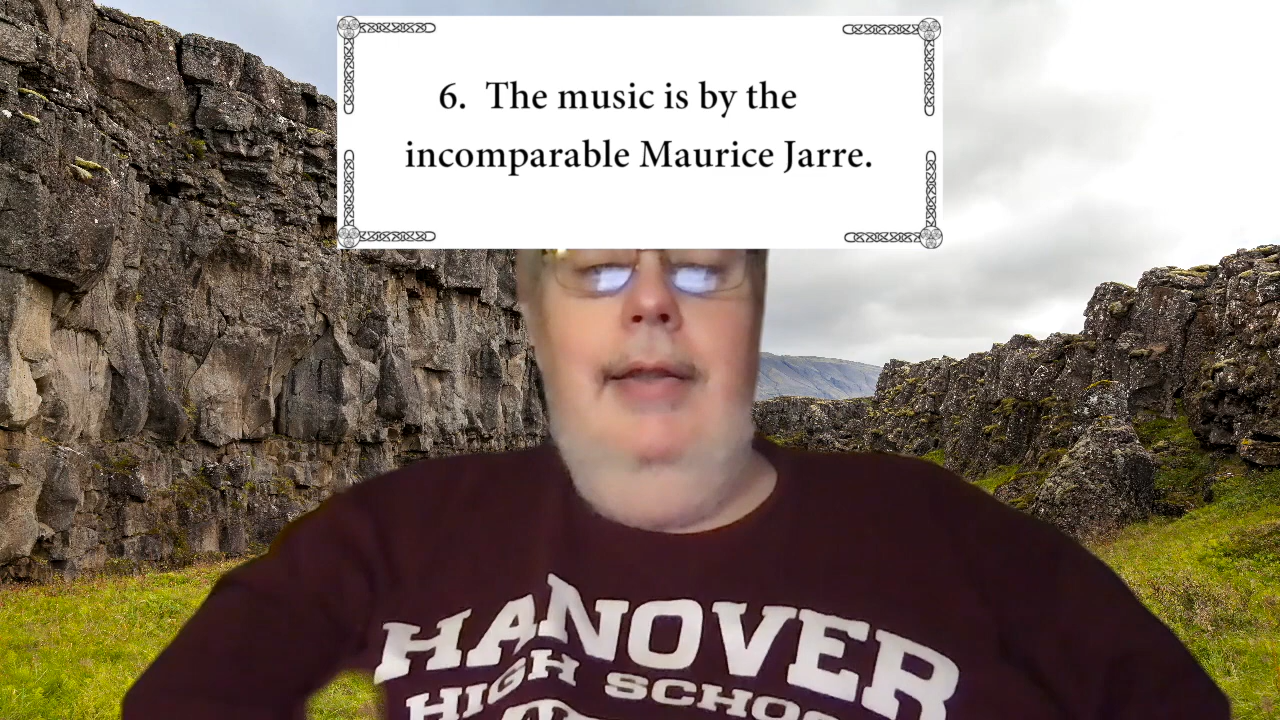 6. The music is by the
incomparable Maurice Jarre.
HANOVER
HIGH SCHOO